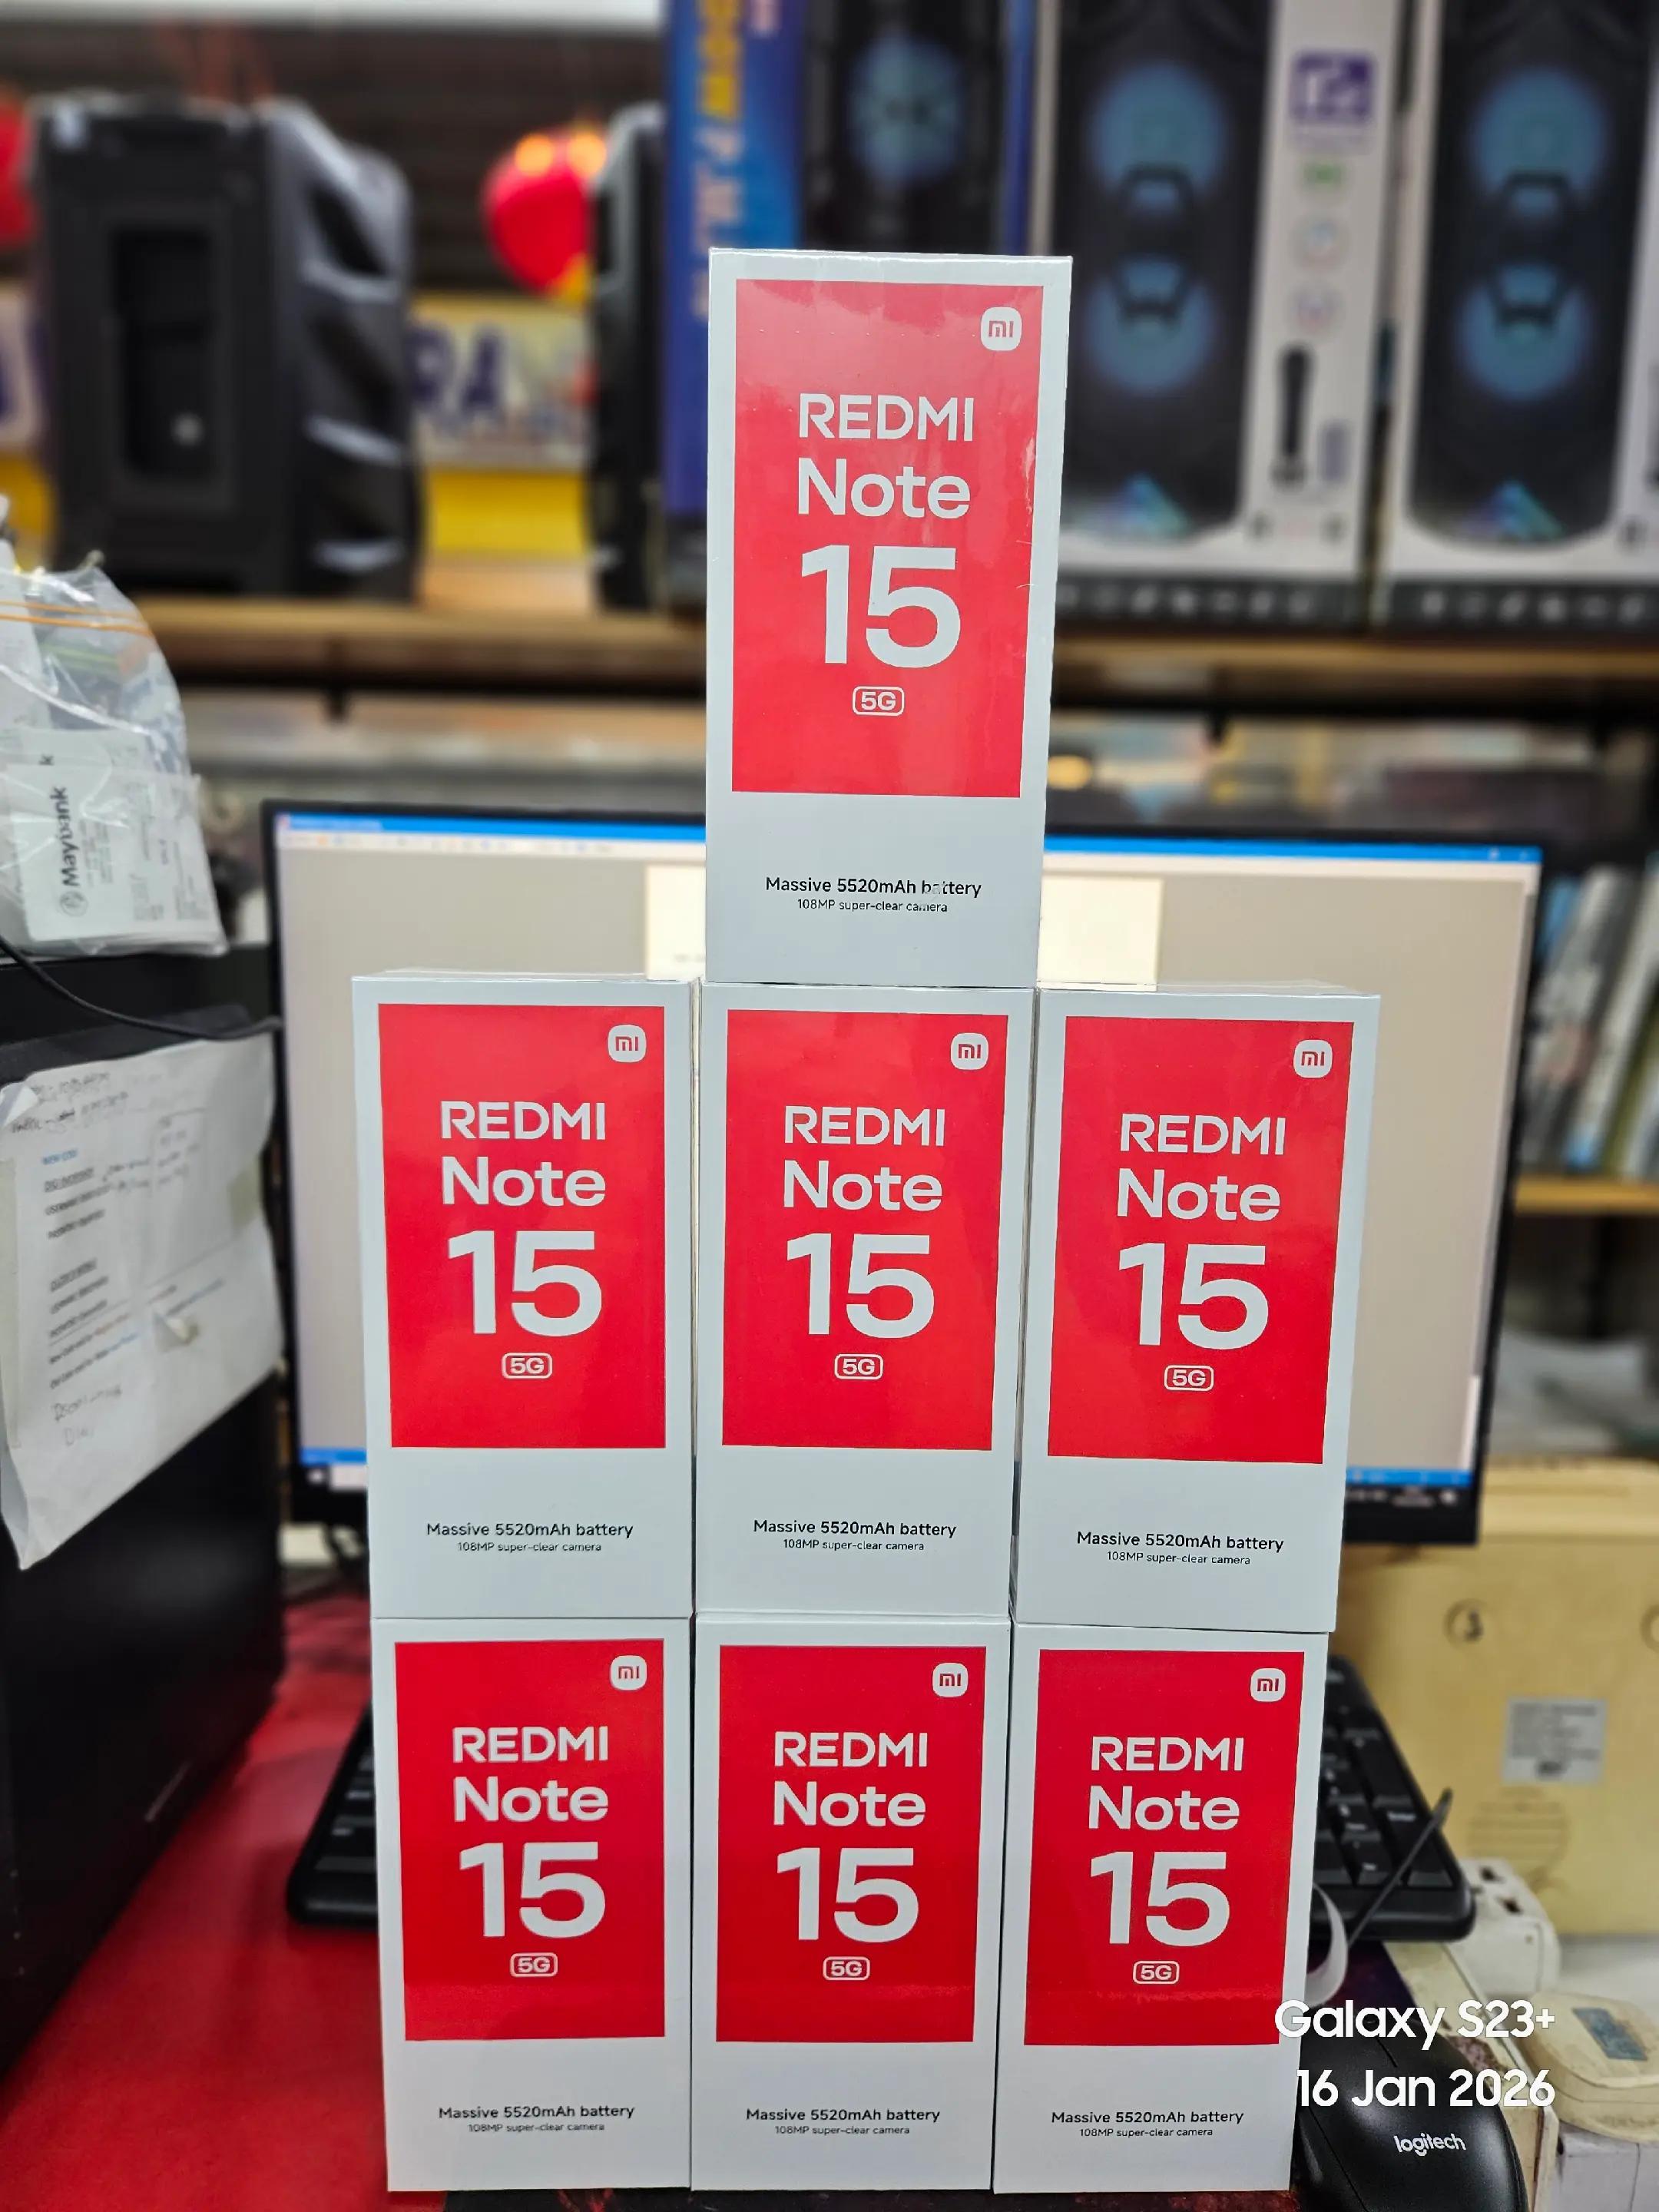 mi
REDMI
Note
15
5G
Massive 5520mAh battery
108MP super-clear camera
Maybank
mi
REDMI
Note
15
5G
Massive 5520mAh battery
108MP super-clear camera
mi
REDMI
Note
15
5G
Massive 5520mAh battery
108MP super-clear camera
mi
REDMI
Note
15
5G
Massive 5520mAh battery
108MP super-clear camera
mi
REDMI
Note
15
5G
Massive 5520mAh battery
108MP super-clear camera
mi
REDMI
Note
15
5G
Massive 5520mAh battery
108MP super-clear camera
mi
REDMI
Note
15
5G
Massive 5520mAh battery
108MP super-clear camera
Galaxy S23+
16 Jan 2026
logitech